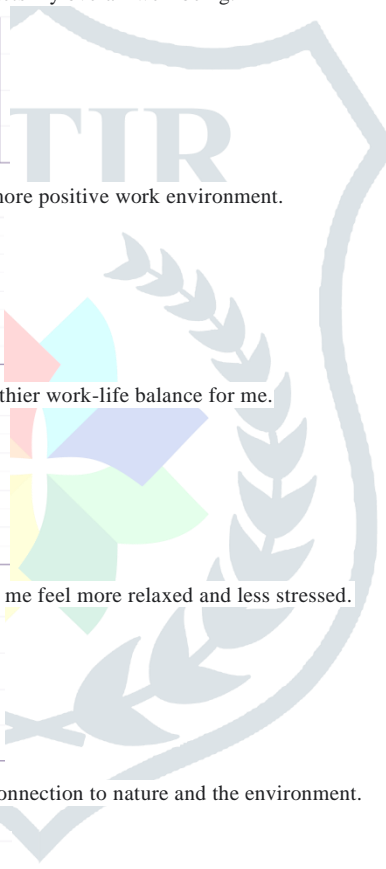 TIR
more positive work environment.
thier work-life balance for me.
me feel more relaxed and less stressed.
onnection to nature and the environment.